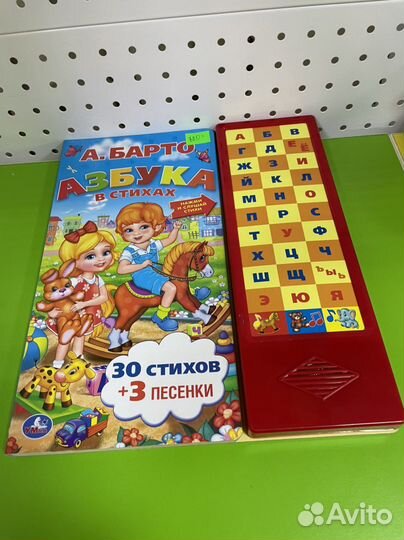 А. БАРТО
АЗБУКА
В СТИХАХ
НАЖМИ
И СЛУШАЙ
СТИХИ
30 СТИХОВ
+3 ПЕСЕНКИ
А Б В
Г Д Е Ё
Ж З И
Й К Л
М Н О
П Р С
Т У Ф
Х Ц Ч
Ш Щ Ъ Ы Ь
Э Ю Я
Avito